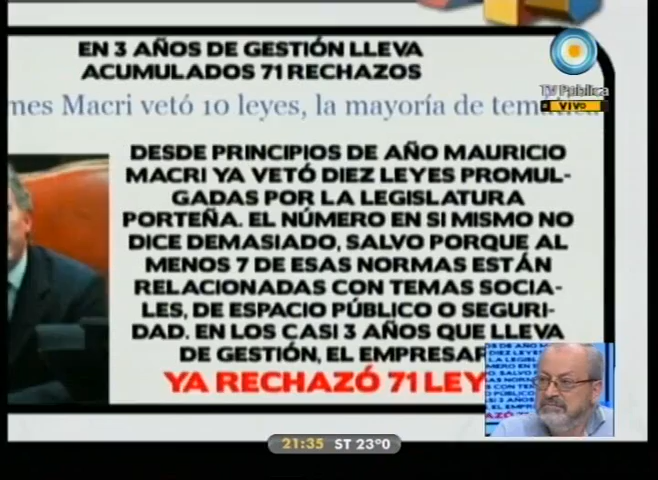 EN 3 AÑOS DE GESTIÓN LLEVA
ACUMULADOS 71 RECHAZOS
TV Pública
VIVO
mes Macri vetó 10 leyes, la mayoría de
DESDE PRINCIPIOS DE AÑO MAURICIO
MACRI YA VETÓ DIEZ LEYES PROMUL-
GADAS POR LA LEGISLATURA
PORTEÑA. EL NÚMERO EN SI MISMO NO
DICE DEMASIADO, SALVO PORQUE AL
MENOS 7 DE ESAS NORMAS ESTÁN
RELACIONADAS CON TEMAS SOCIA-
LES, DE ESPACIO PÚBLICO O SEGURI-
DAD. EN LOS CASI 3 AÑOS QUE LLEVA
DE GESTIÓN, EL EMPRESAR
YA RECHAZÓ 71 LEY
21:35 ST 23º0